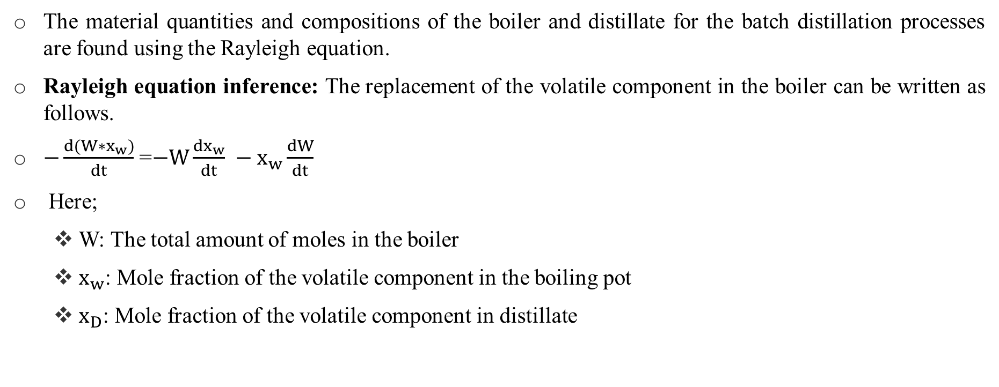 ○ The material quantities and compositions of the boiler and distillate for the batch distillation processes
are found using the Rayleigh equation.
○ Rayleigh equation inference: The replacement of the volatile component in the boiler can be written as
follows.
○ −d(W∗x_w)/dt =−W dx_w/dt − x_w dW/dt
○ Here;
❖ W: The total amount of moles in the boiler
❖ x_w: Mole fraction of the volatile component in the boiling pot
❖ x_D: Mole fraction of the volatile component in distillate